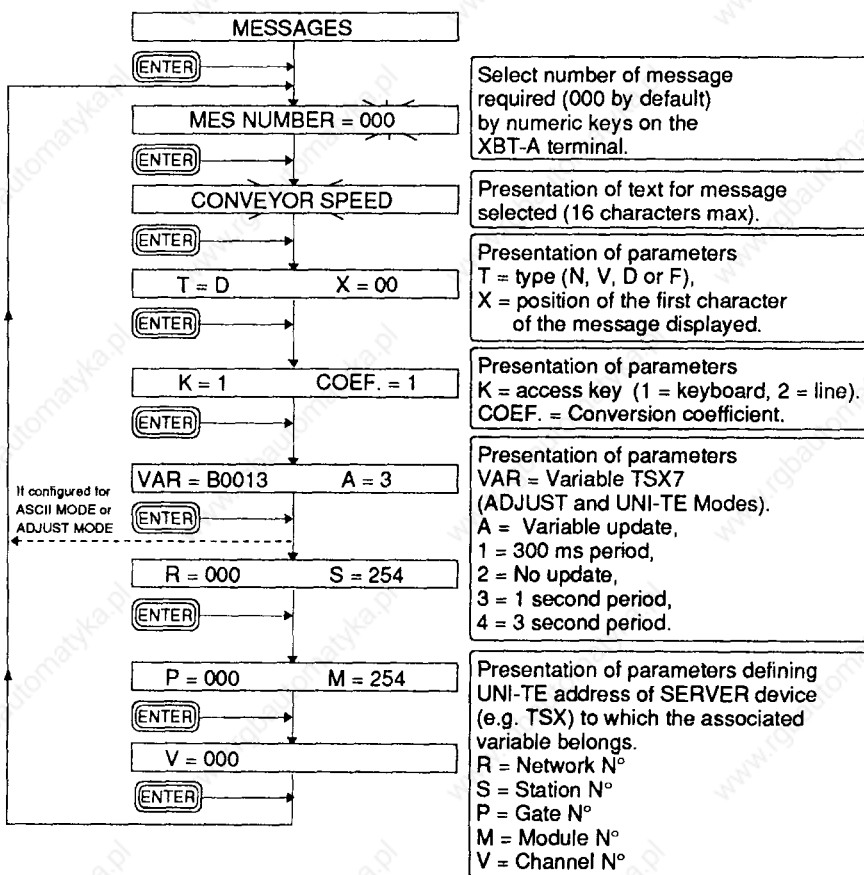 MESSAGES
ENTER
MES NUMBER = 000
Select number of message
required (000 by default)
by numeric keys on the
XBT-A terminal.
ENTER
CONVEYOR SPEED
Presentation of text for message
selected (16 characters max).
ENTER
T = D X = 00
Presentation of parameters
T = type (N, V, D or F),
X = position of the first character
of the message displayed.
ENTER
K = 1 COEF. = 1
Presentation of parameters
K = access key (1 = keyboard, 2 = line).
COEF. = Conversion coefficient.
ENTER
VAR = B0013 A = 3
Presentation of parameters
VAR = Variable TSX7
(ADJUST and UNI-TE Modes).
A = Variable update,
1 = 300 ms period,
2 = No update,
3 = 1 second period,
4 = 3 second period.
If configured for
ASCII MODE or
ADJUST MODE
ENTER
R = 000 S = 254
ENTER
P = 000 M = 254
Presentation of parameters defining
UNI-TE address of SERVER device
(e.g. TSX) to which the associated
variable belongs.
R = Network N°
S = Station N°
P = Gate N°
M = Module N°
V = Channel N°
ENTER
V = 000
ENTER